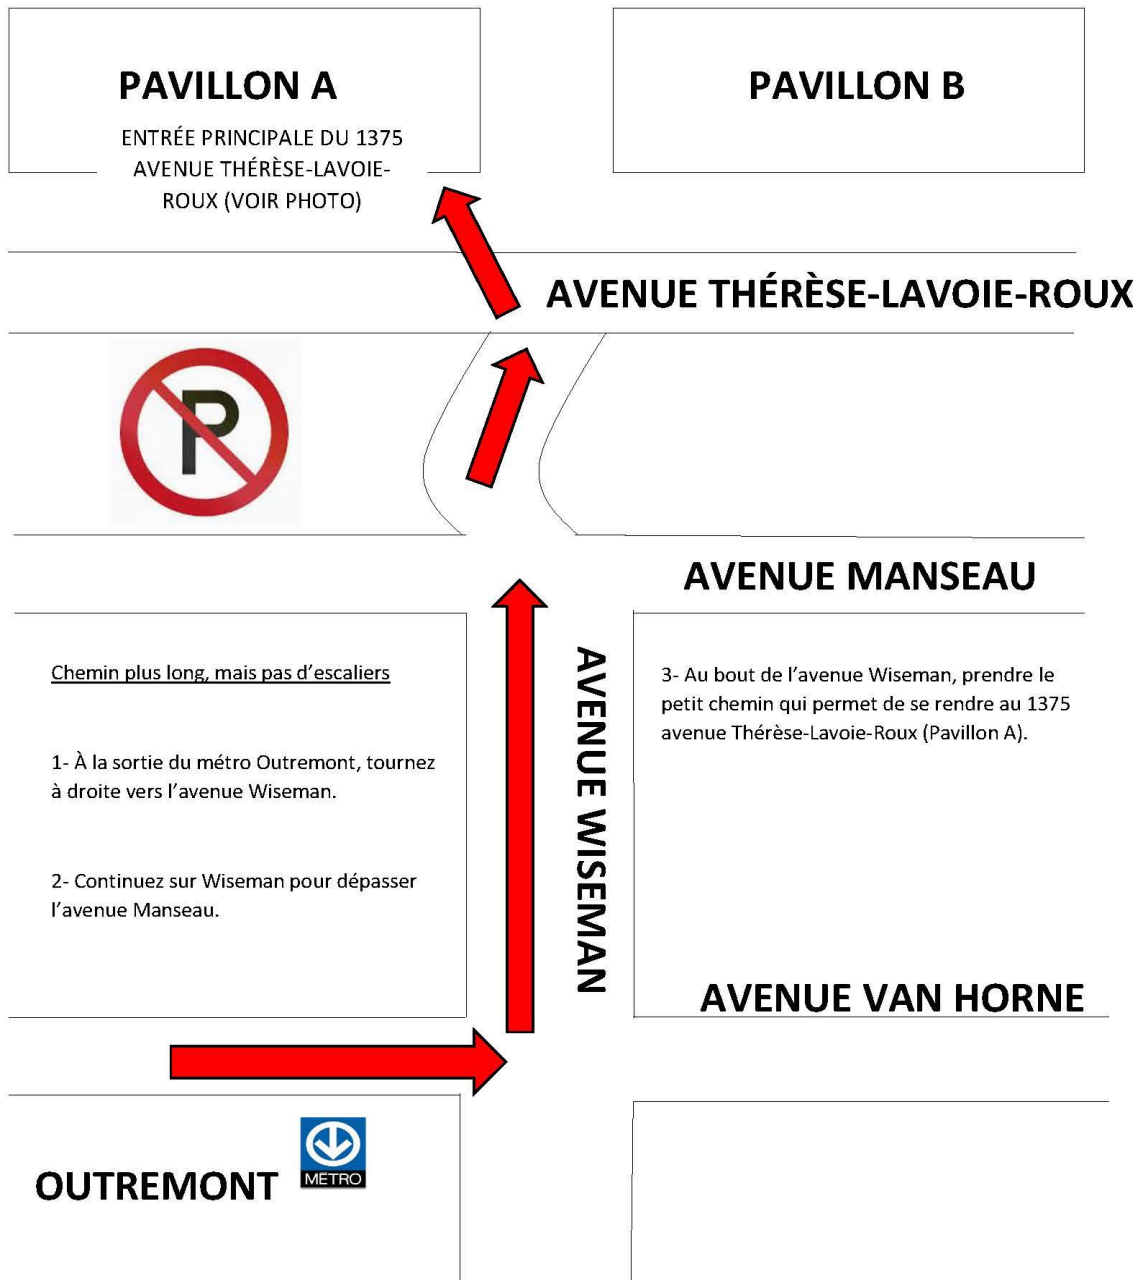 PAVILLON A
ENTRÉE PRINCIPALE DU 1375
AVENUE THÉRÈSE-LAVOIE-
ROUX (VOIR PHOTO)
PAVILLON B
AVENUE THÉRÈSE-LAVOIE-ROUX
P
AVENUE MANSEAU
Chemin plus long, mais pas d’escaliers
1- À la sortie du métro Outremont, tournez
à droite vers l’avenue Wiseman.
2- Continuez sur Wiseman pour dépasser
l’avenue Manseau.
AVENUE WISEMAN
3- Au bout de l’avenue Wiseman, prendre le
petit chemin qui permet de se rendre au 1375
avenue Thérèse-Lavoie-Roux (Pavillon A).
AVENUE VAN HORNE
OUTREMONT
MÉTRO